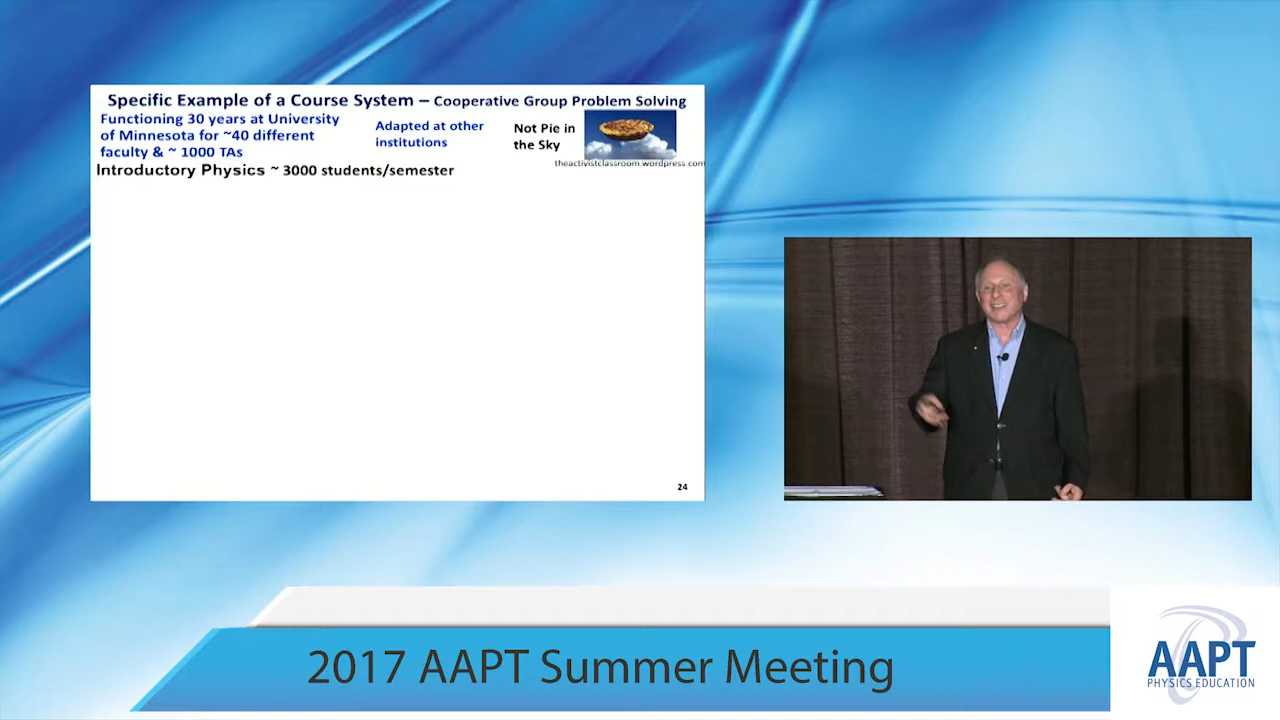 Specific Example of a Course System – Cooperative Group Problem Solving
Functioning 30 years at University
of Minnesota for ~40 different
faculty & ~ 1000 TAs
Adapted at other
institutions
Not Pie in
the Sky
theactivistclassroom.wordpress.com
Introductory Physics ~ 3000 students/semester
24
2017 AAPT Summer Meeting
AAPT
PHYSICS EDUCATION